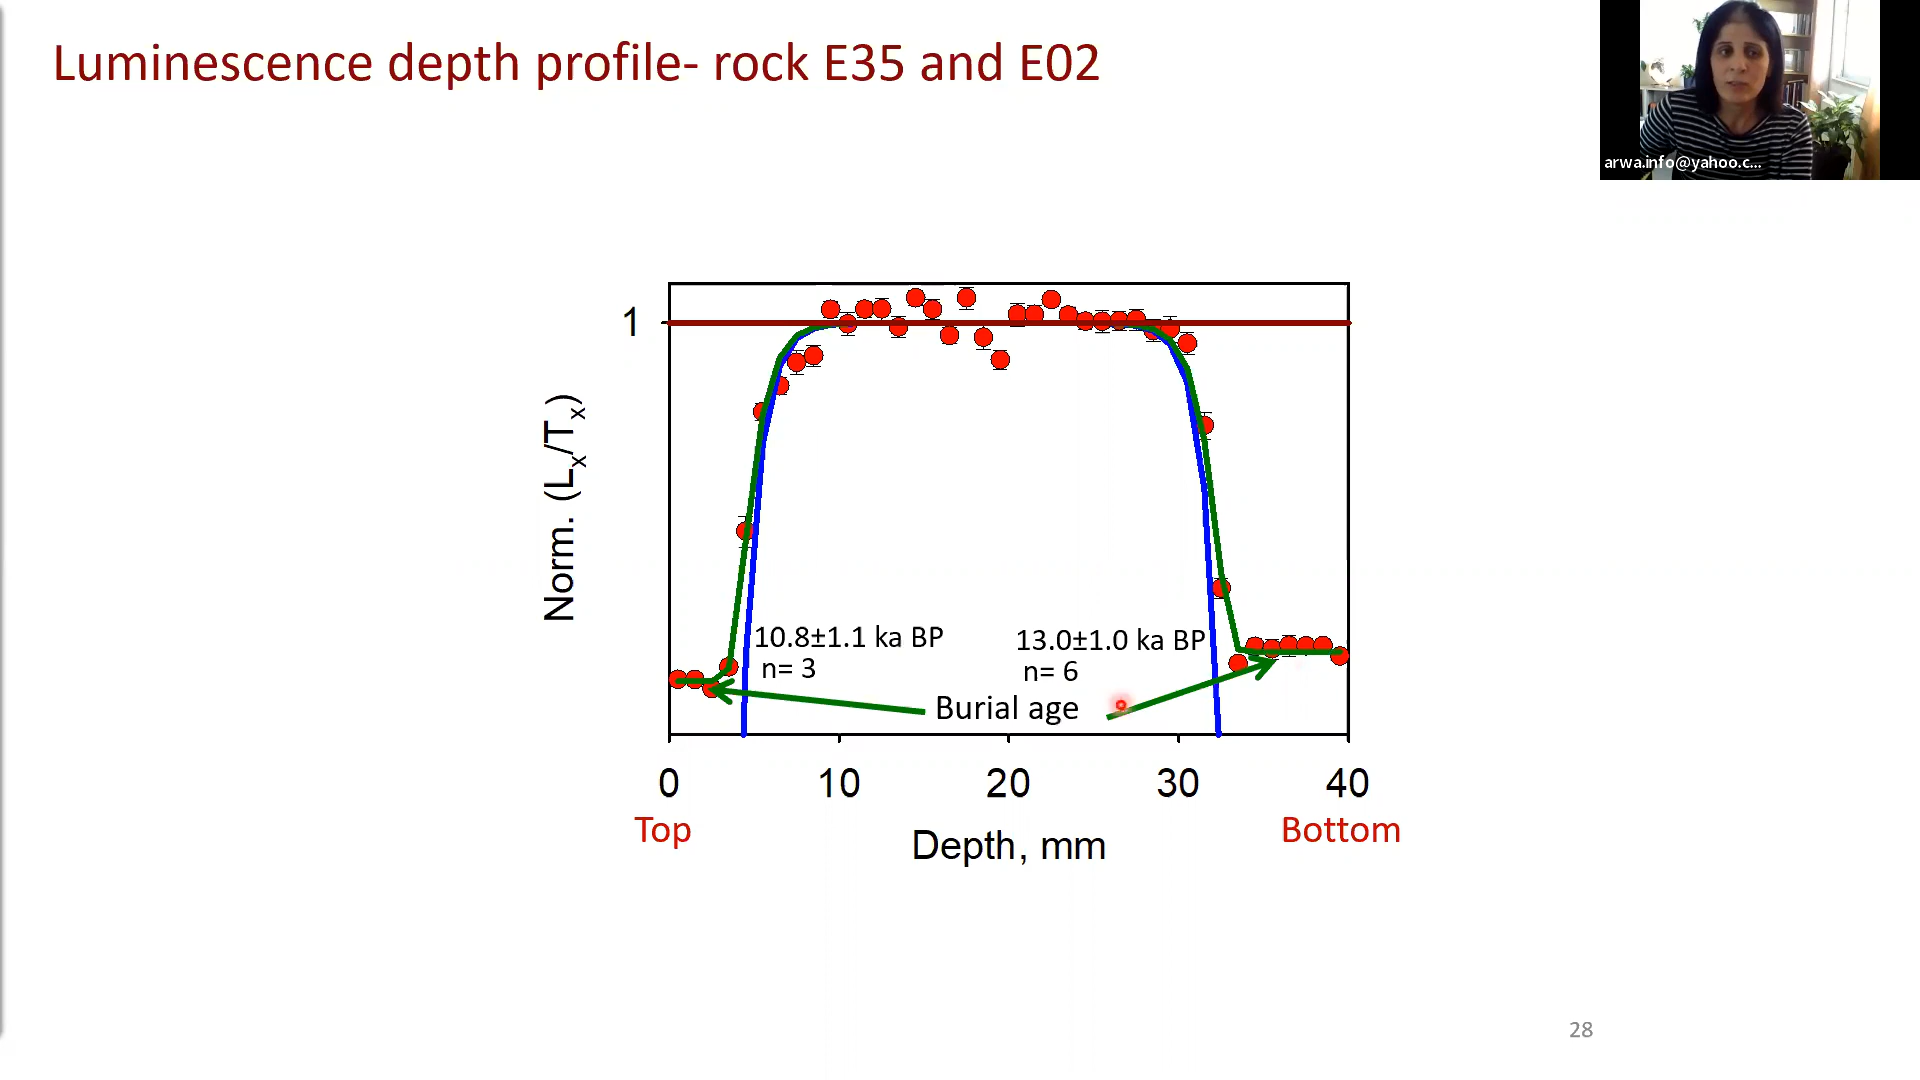 Luminescence depth profile- rock E35 and E02
arwa.info@yahoo.c...
1
Norm. (Lx/Tx)
10.8±1.1 ka BP
n= 3
13.0±1.0 ka BP
n= 6
Burial age
0 10 20 30 40
Top
Bottom
Depth, mm
28